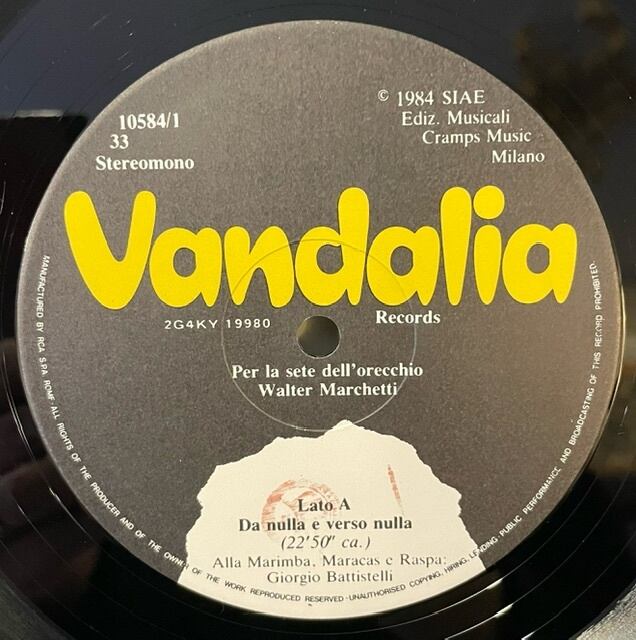 10584/1
33
Stereomono
© 1984 SIAE
Ediz. Musicali
Cramps Music
Milano
Vandalia
2G4KY 19980
Records
Per la sete dell'orecchio
Walter Marchetti
Lato A
Da nulla e verso nulla
(22'50" ca.)
Alla Marimba, Maracas e Raspa:
Giorgio Battistelli
MANUFACTURED BY RCA S.P.A. ROME · ALL RIGHTS OF THE PRODUCER AND OF THE OWNER OF THE WORK REPRODUCED RESERVED · UNAUTHORISED COPYING, HIRING, LENDING, PUBLIC PERFORMANCE AND BROADCASTING OF THIS RECORD PROHIBITED.